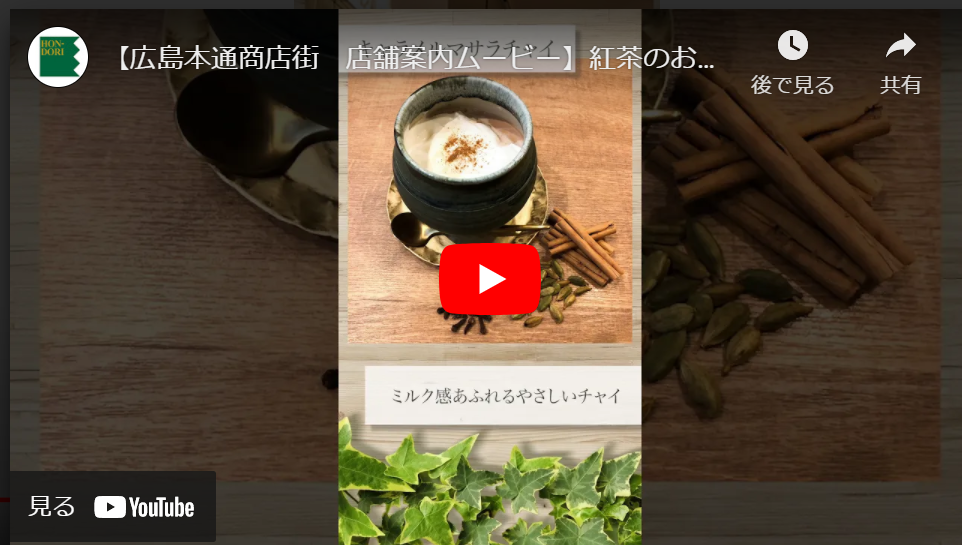 HON-
DORI
【広島本通商店街　店舗案内ムービー】紅茶のお...
後で見る
共有
マサラチャイ
ミルク感あふれるやさしいチャイ
見る
YouTube